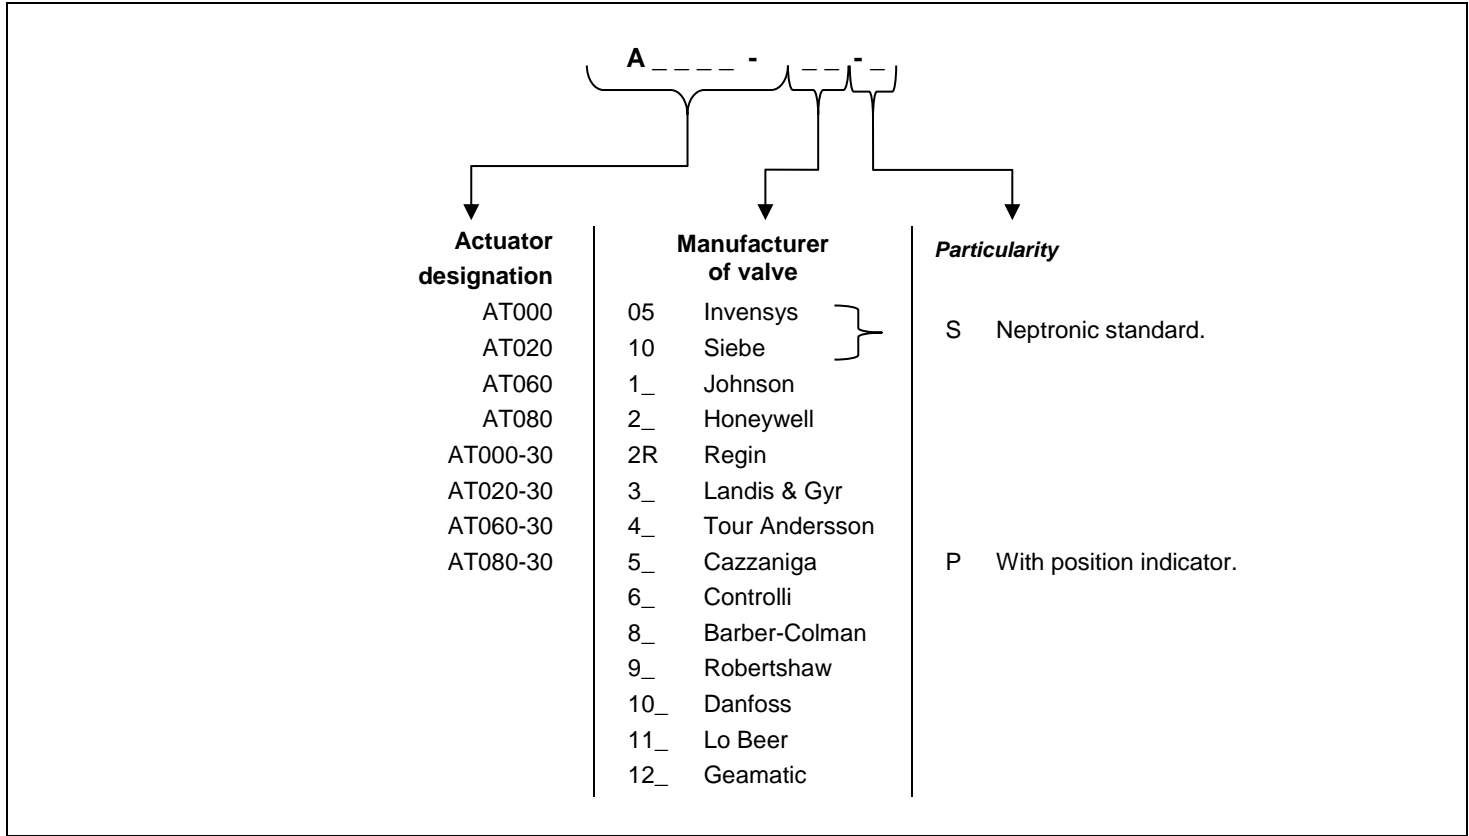 A _ _ _ _ - _ _ - _
Actuator
designation
AT000
AT020
AT060
AT080
AT000-30
AT020-30
AT060-30
AT080-30
Manufacturer
of valve
05 Invensys
10 Siebe
1_ Johnson
2_ Honeywell
2R Regin
3_ Landis & Gyr
4_ Tour Andersson
5_ Cazzaniga
6_ Controlli
8_ Barber-Colman
9_ Robertshaw
10_ Danfoss
11_ Lo Beer
12_ Geamatic
Particularity
S Neptronic standard.
P With position indicator.